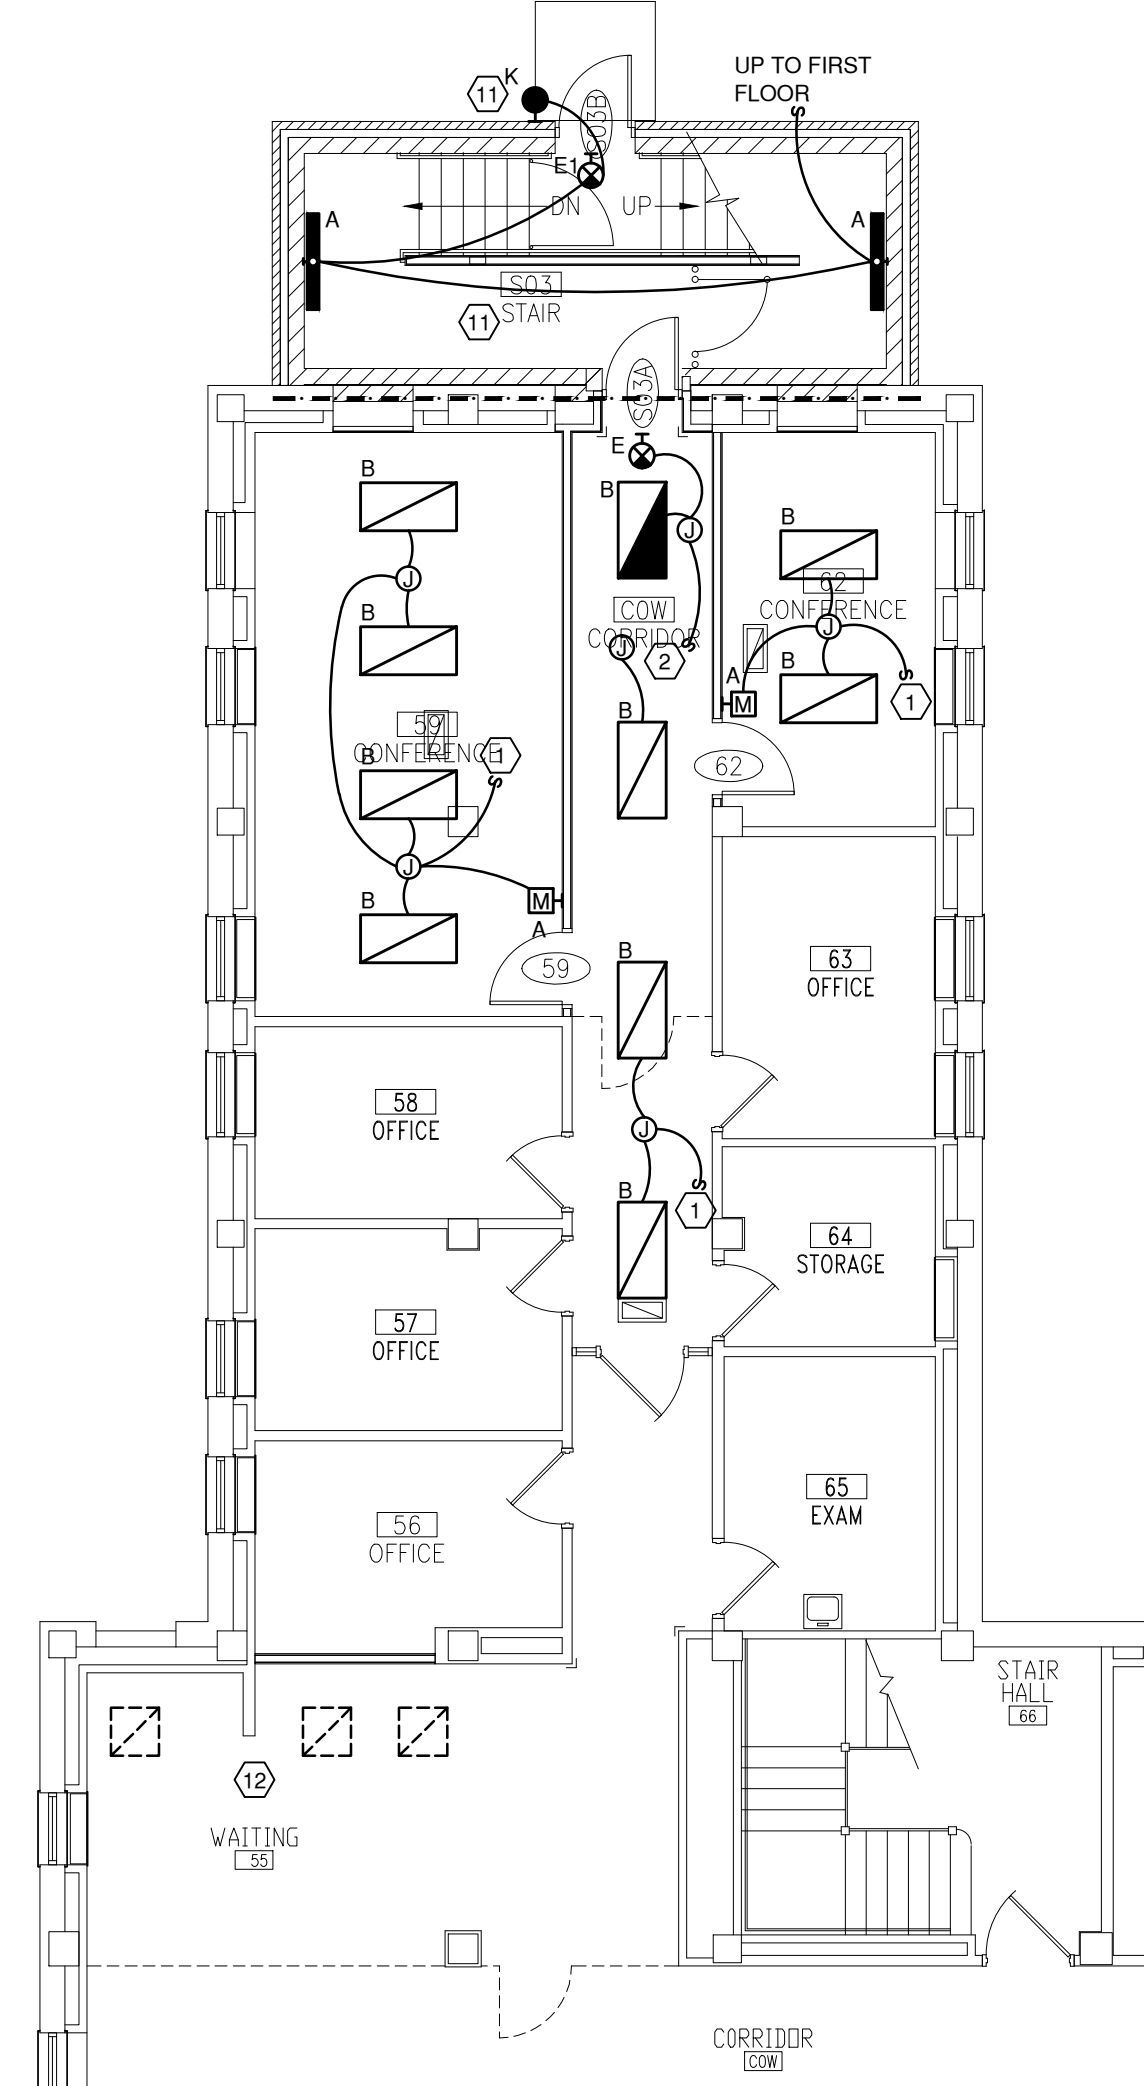 UP TO FIRST
FLOOR
S
K
11
S03B
E1
DN UP
A
A
S03
STAIR
11
S03A
E
B
B
B
J
J
B
62
CONFERENCE
COW
CORRIDOR
J
2
S
J
B
S
1
A
M
B
B
59
CONFERENCE
B
1
S
62
J
B
M
A
59
B
63
OFFICE
58
OFFICE
J
B
S
1
64
STORAGE
57
OFFICE
65
EXAM
56
OFFICE
STAIR
HALL
66
12
WAITING
55
CORRIDOR
COW